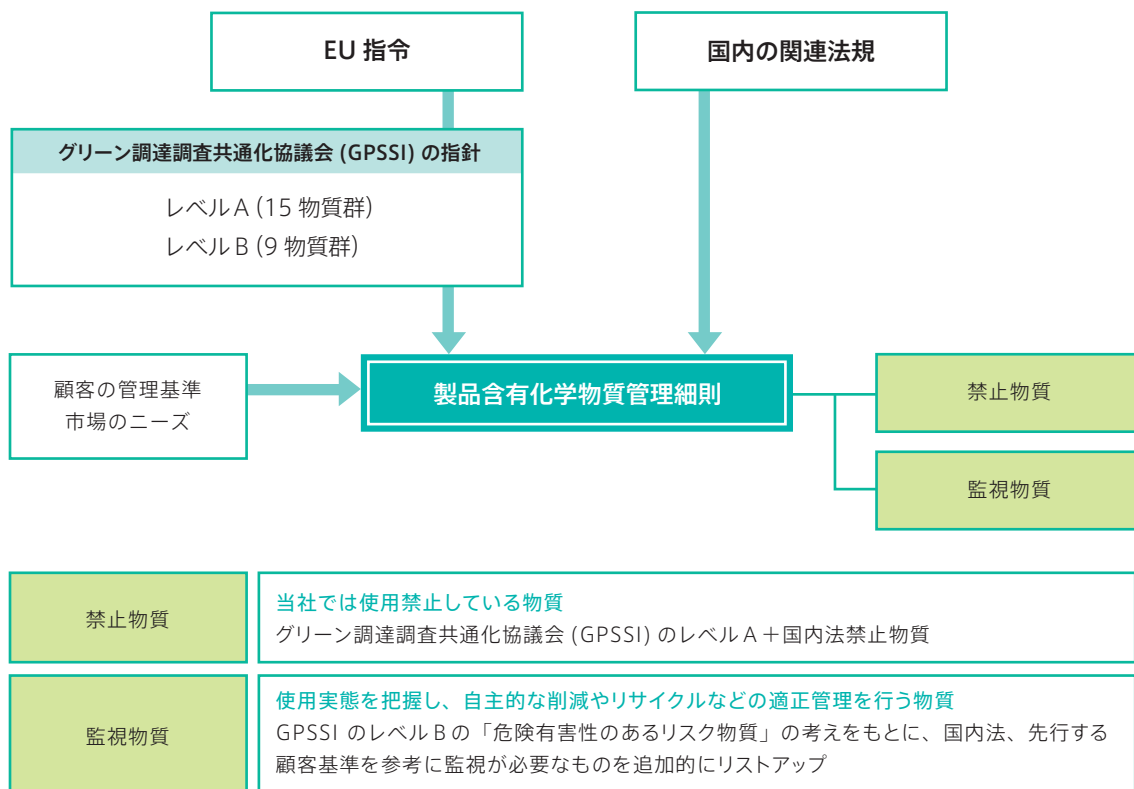 EU 指令
国内の関連法規
グリーン調達調査共通化協議会 (GPSSI) の指針
レベル A (15 物質群)
レベル B (9 物質群)
顧客の管理基準
市場のニーズ
製品含有化学物質管理細則
禁止物質
監視物質
禁止物質
当社では使用禁止している物質
グリーン調達調査共通化協議会 (GPSSI) のレベル A +国内法禁止物質
監視物質
使用実態を把握し、自主的な削減やリサイクルなどの適正管理を行う物質
GPSSI のレベル B の「危険有害性のあるリスク物質」の考えをもとに、国内法、先行する
顧客基準を参考に監視が必要なものを追加的にリストアップ